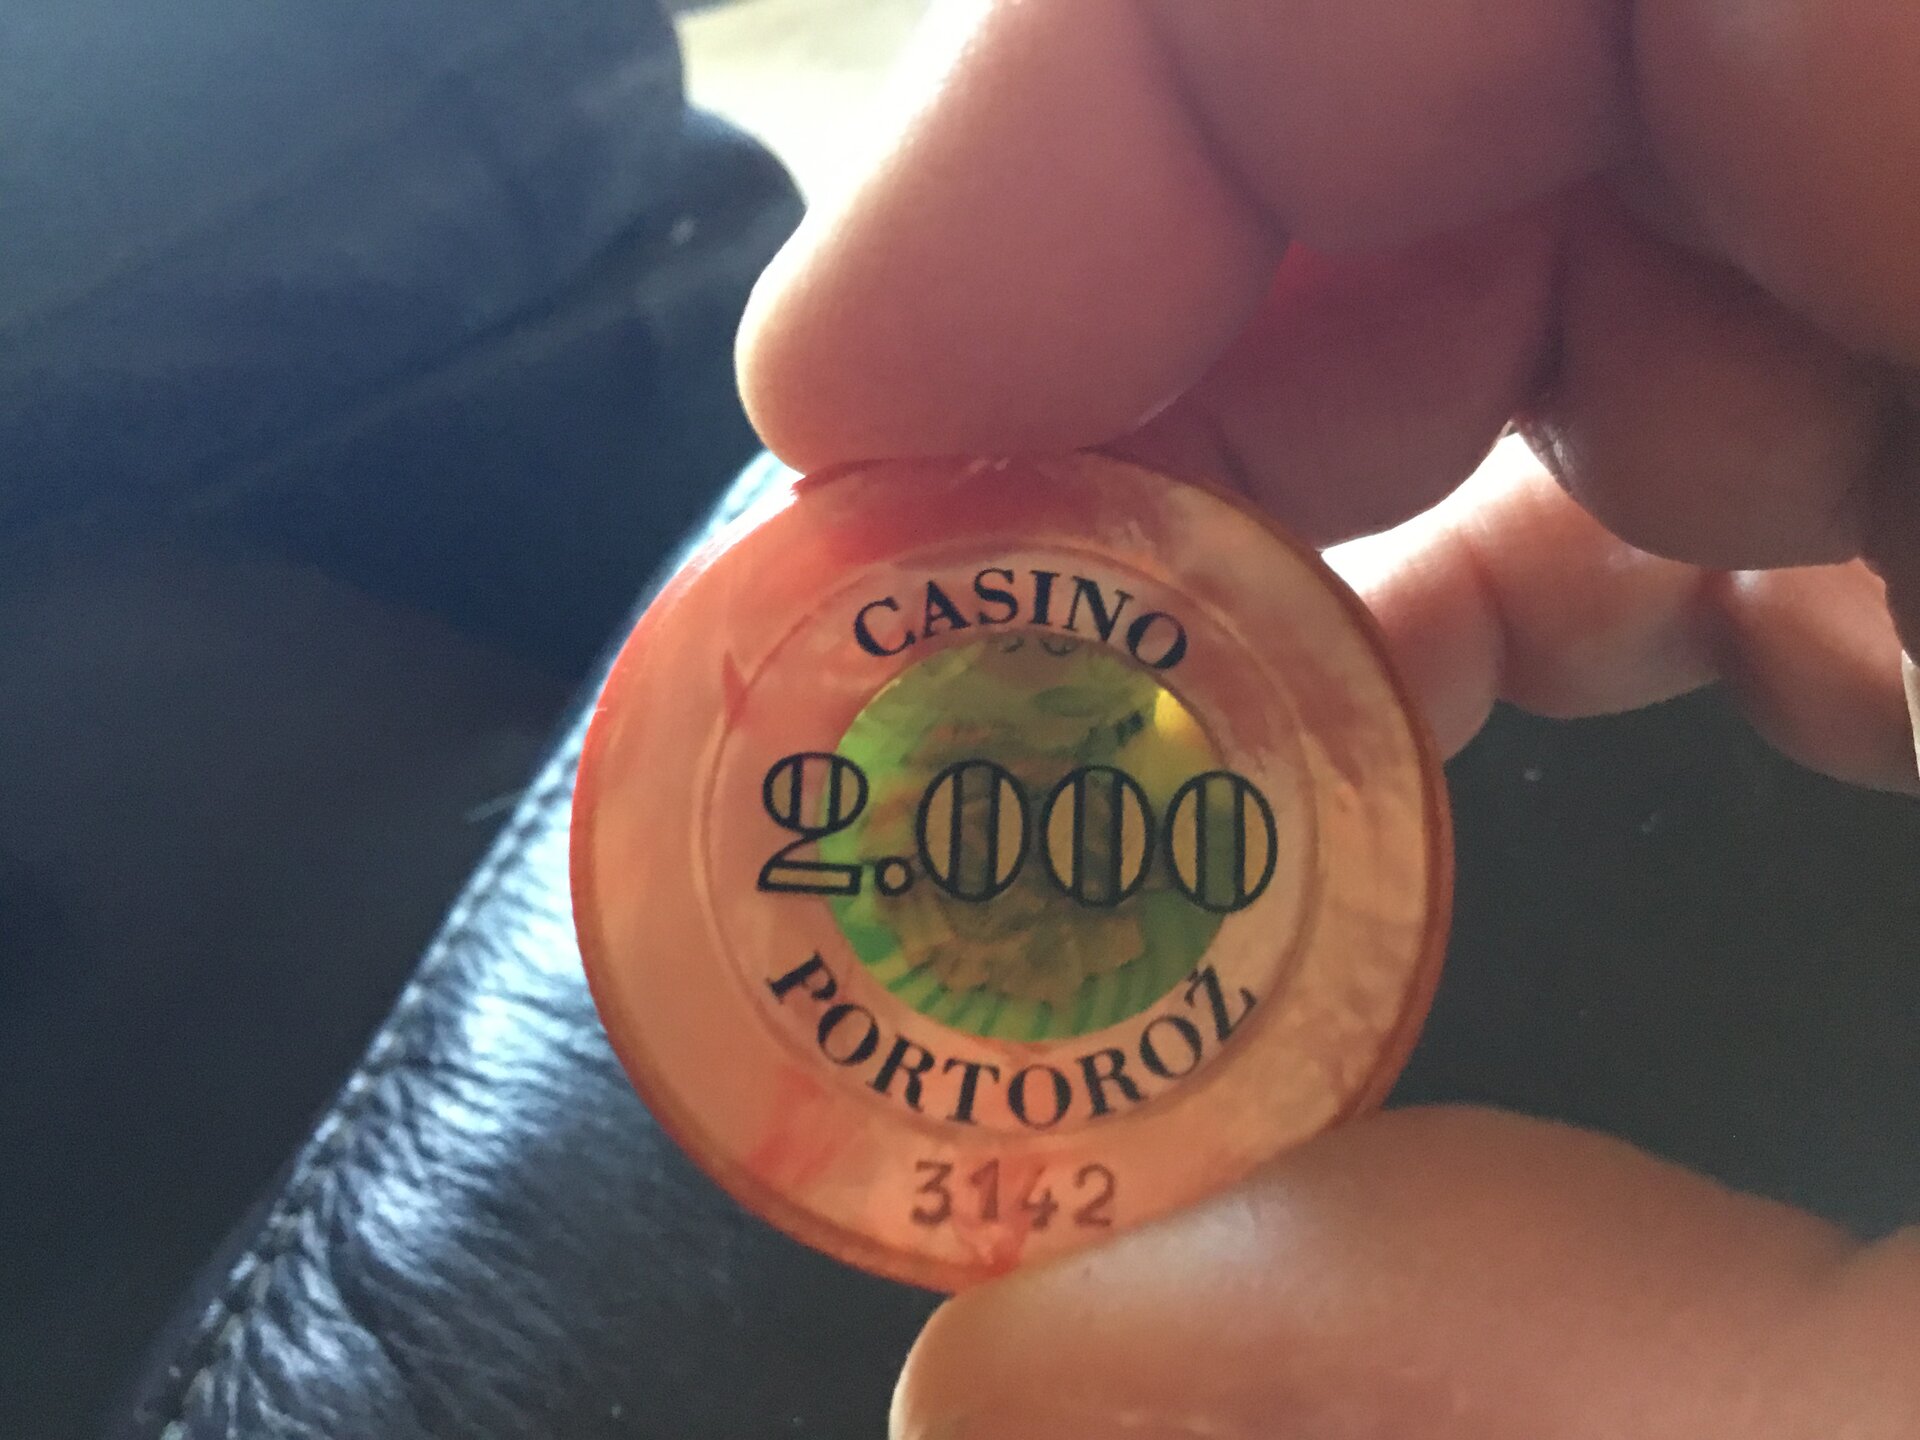 CASINO
2.000
PORTOROŽ
3142